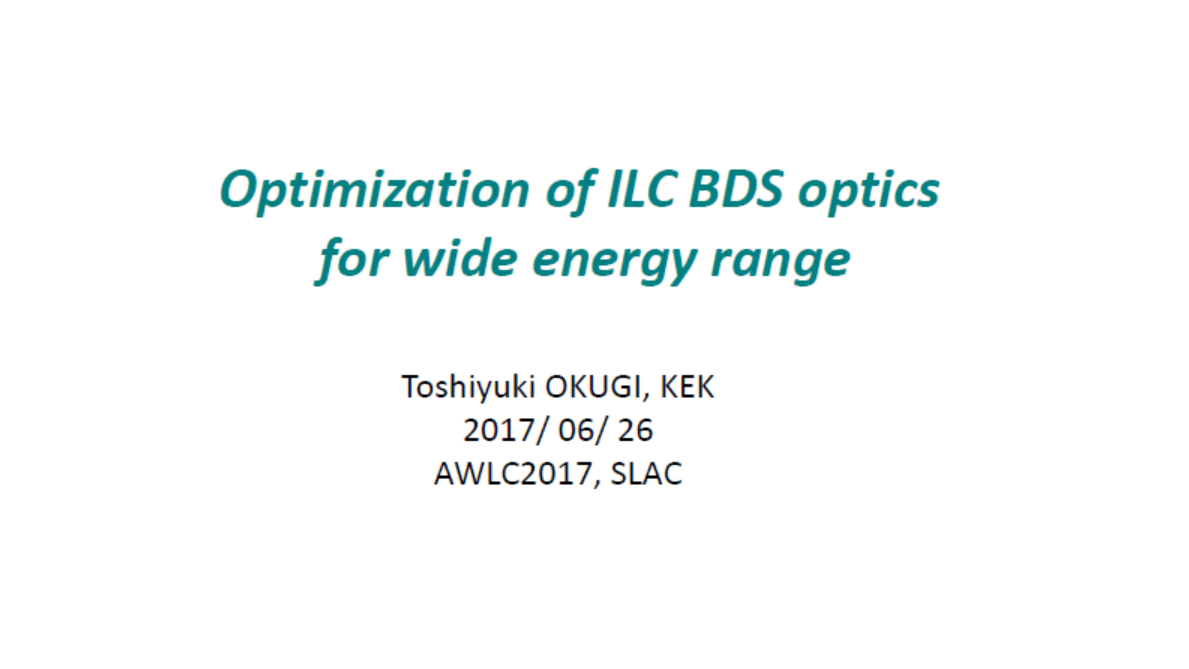 Optimization of ILC BDS optics
for wide energy range
Toshiyuki OKUGI, KEK
2017/ 06/ 26
AWLC2017, SLAC